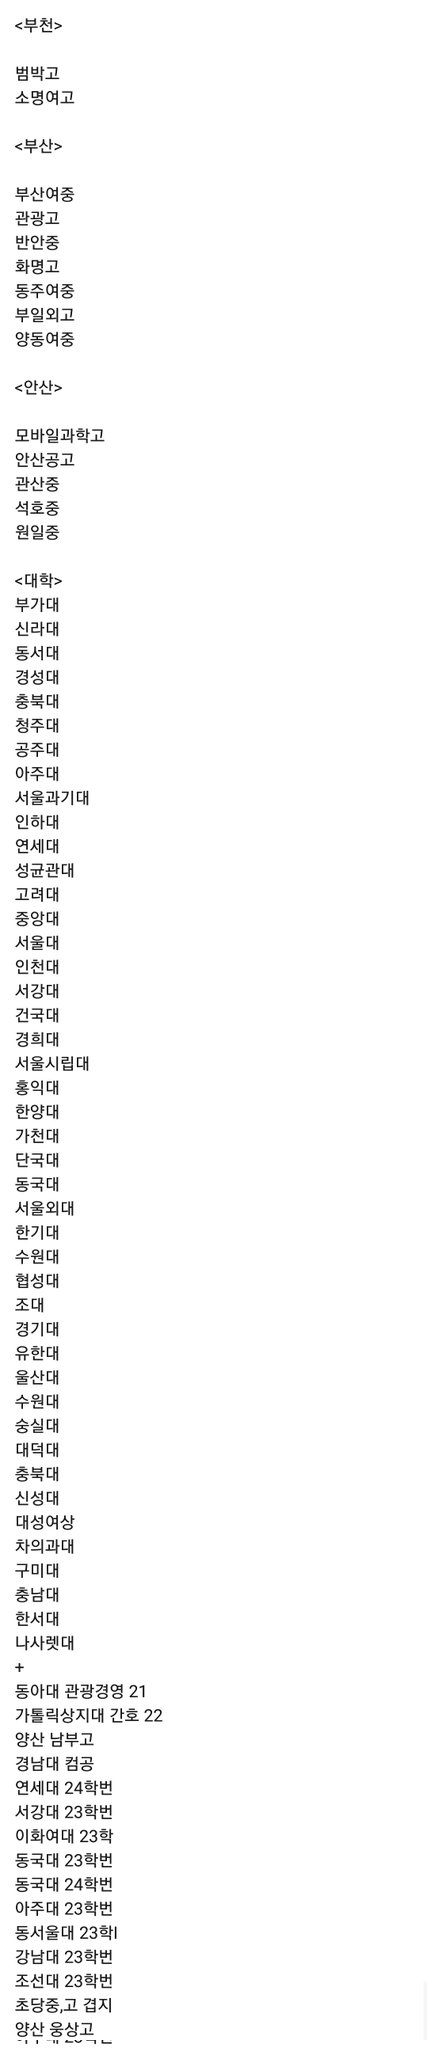 <부천>
범박고
소명여고
<부산>
부산여중
관광고
반안중
화명고
동주여중
부일외고
양동여중
<안산>
모바일과학고
안산공고
관산중
석호중
원일중
<대학>
부가대
신라대
동서대
경성대
충북대
청주대
공주대
아주대
서울과기대
인하대
연세대
성균관대
고려대
중앙대
서울대
인천대
서강대
건국대
경희대
서울시립대
홍익대
한양대
가천대
단국대
동국대
서울외대
한기대
수원대
협성대
조대
경기대
유한대
울산대
수원대
숭실대
대덕대
충북대
신성대
대성여상
차의과대
구미대
충남대
한서대
나사렛대
+
동아대 관광경영 21
가톨릭상지대 간호 22
양산 남부고
경남대 컴공
연세대 24학번
서강대 23학번
이화여대 23학
동국대 23학번
동국대 24학번
아주대 23학번
동서울대 23학I
강남대 23학번
조선대 23학번
초당중,고 겹지
양산 웅상고